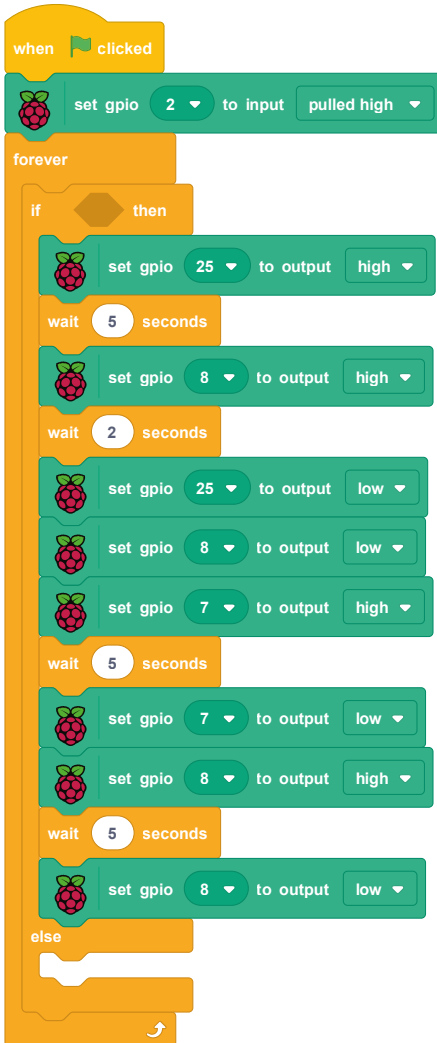 when clicked
set gpio 2 to input pulled high
forever
if then
set gpio 25 to output high
wait 5 seconds
set gpio 8 to output high
wait 2 seconds
set gpio 25 to output low
set gpio 8 to output low
set gpio 7 to output high
wait 5 seconds
set gpio 7 to output low
set gpio 8 to output high
wait 5 seconds
set gpio 8 to output low
else